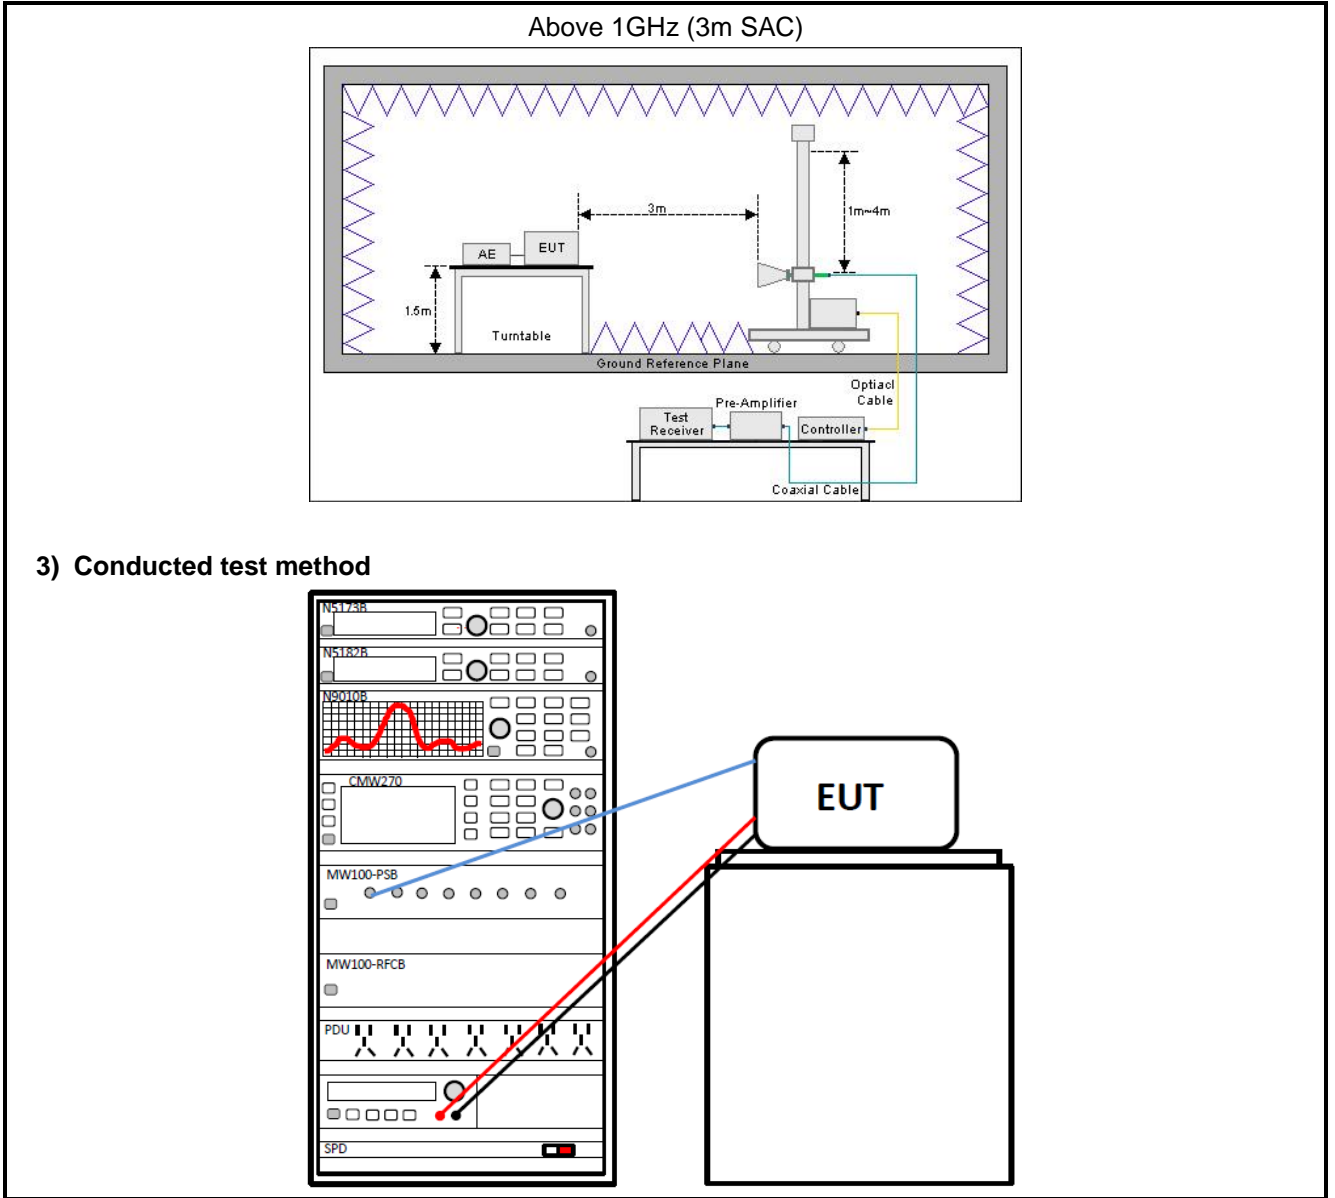 Above 1GHz (3m SAC)
3m
1m~4m
AE
EUT
1.5m
Turntable
Ground Reference Plane
Optiacl
Cable
Pre-Amplifier
Test
Receiver
Controller
Coaxial Cable
3) Conducted test method
N5173B
N5182B
N9010B
CMW270
EUT
MW100-PSB
MW100-RFCB
PDU
SPD